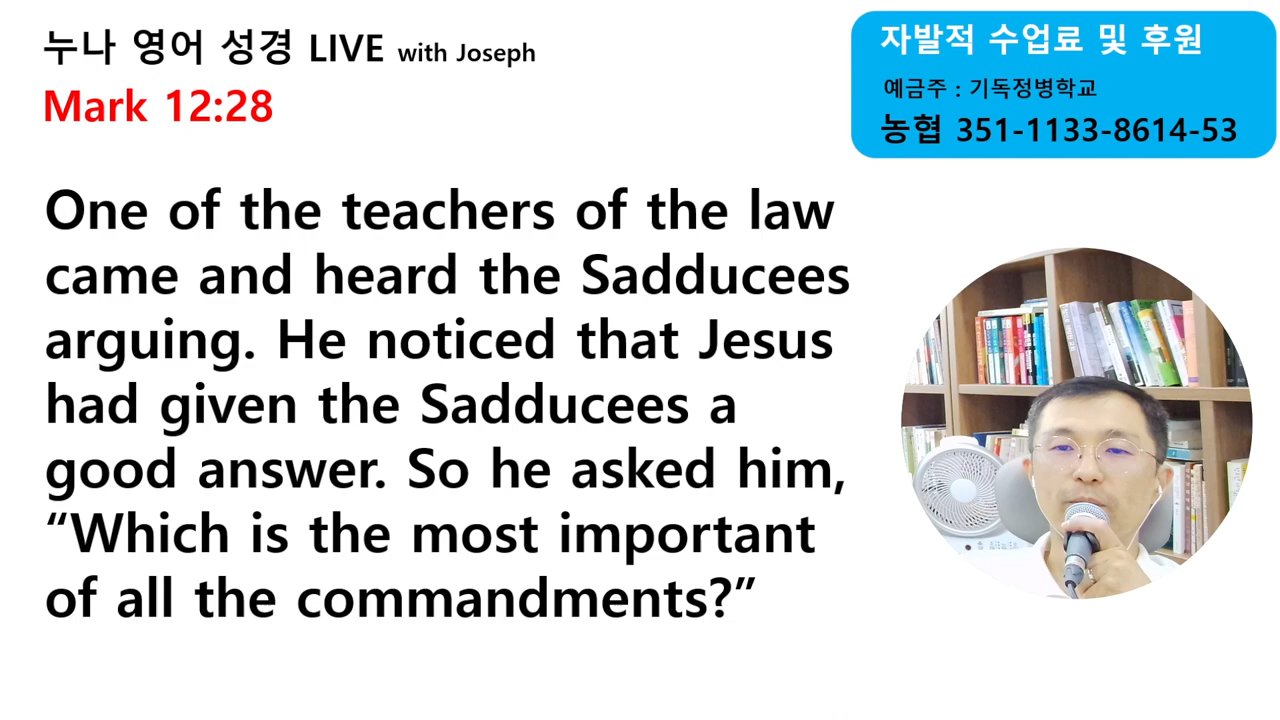 누나 영어 성경 LIVE with Joseph
Mark 12:28
자발적 수업료 및 후원
예금주 : 기독정병학교
농협 351-1133-8614-53
One of the teachers of the law
came and heard the Sadducees
arguing. He noticed that Jesus
had given the Sadducees a
good answer. So he asked him,
“Which is the most important
of all the commandments?”